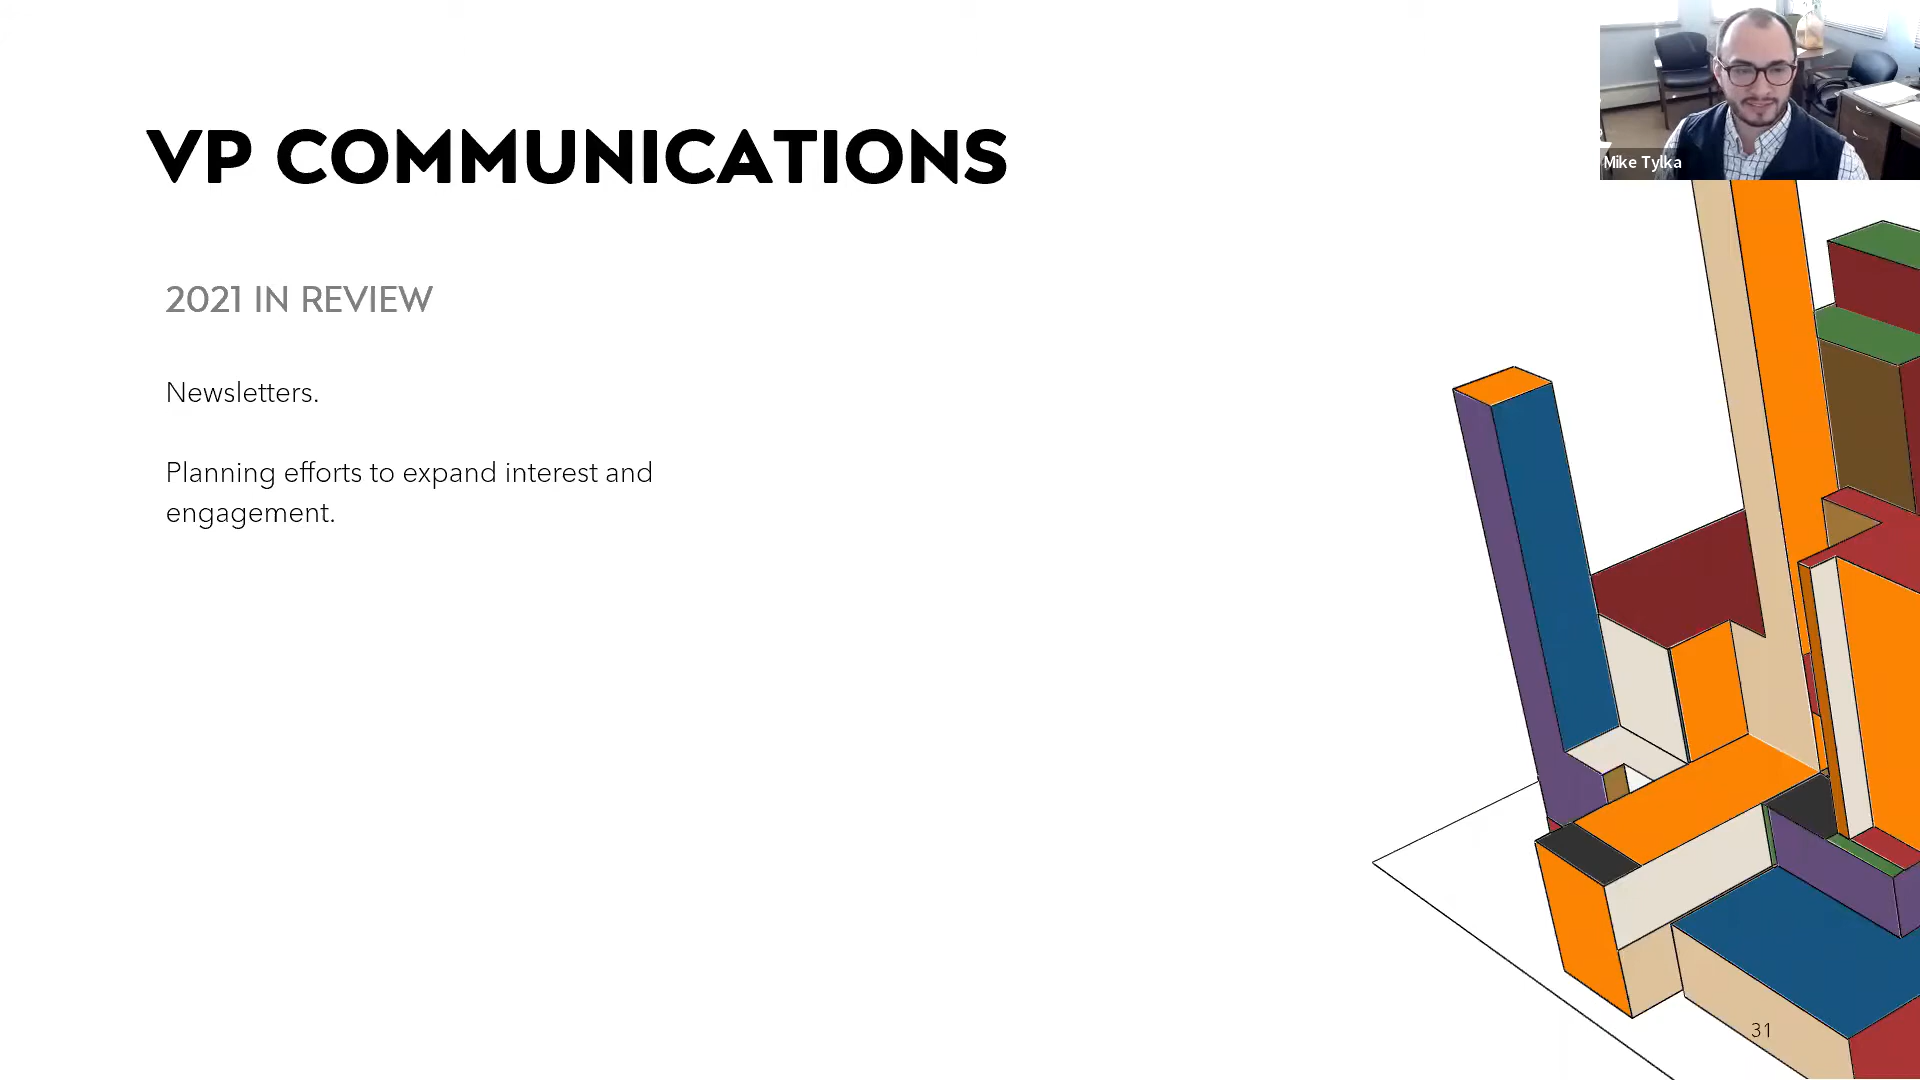 VP COMMUNICATIONS
Mike Tylka
2021 IN REVIEW
Newsletters.
Planning efforts to expand interest and
engagement.
31